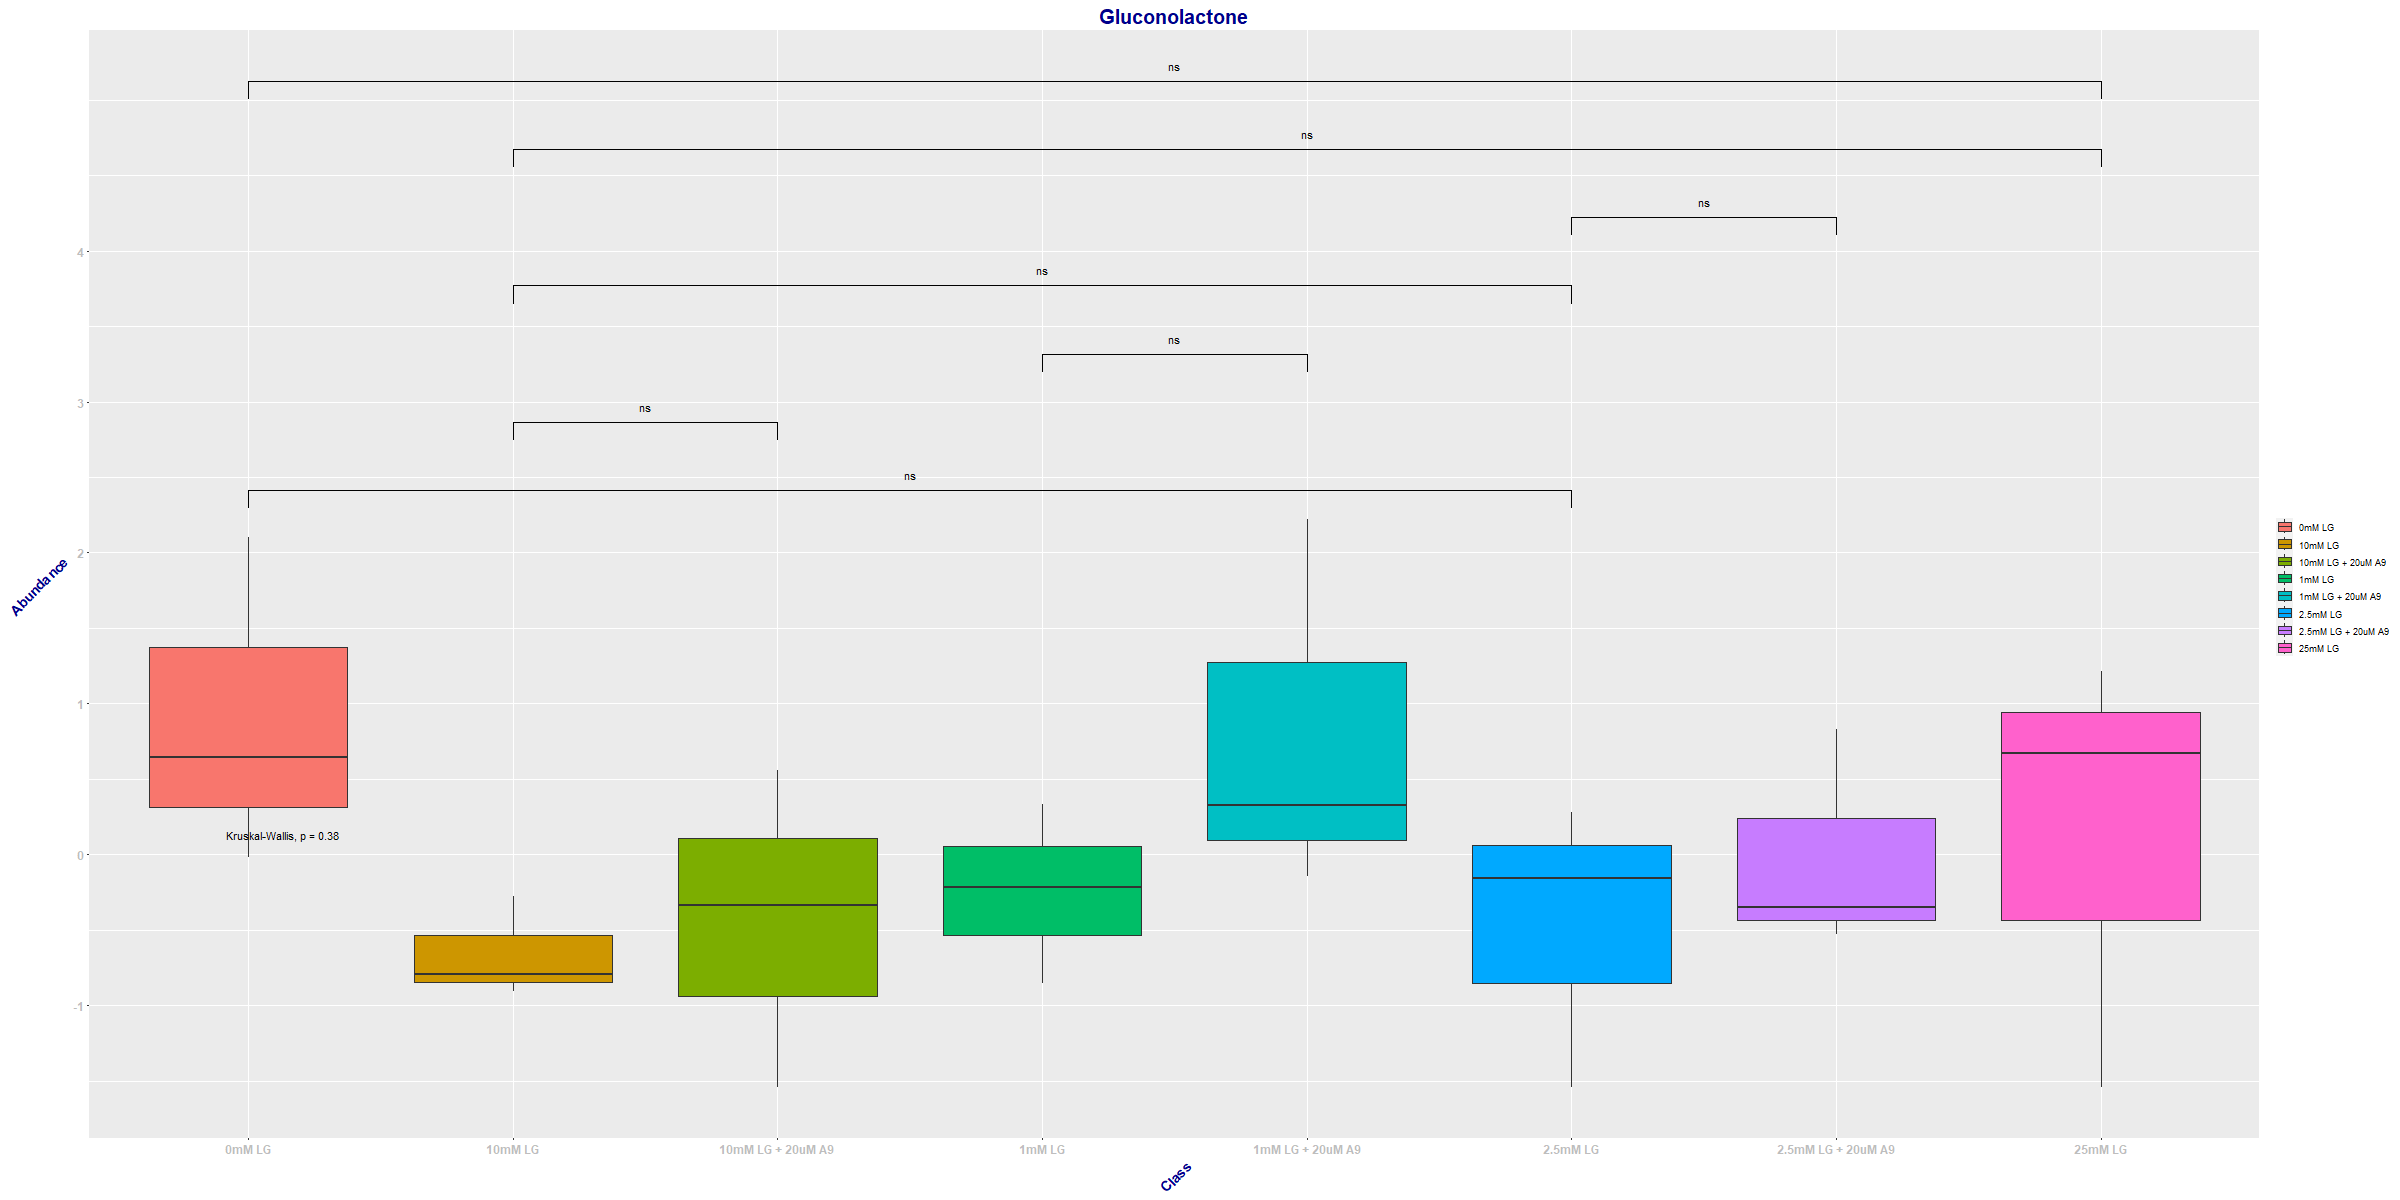 Gluconolactone
ns
ns
ns
ns
ns
ns
ns
4
3
2
1
0
-1
Abundance
Kruskal-Wallis, p = 0.38
0mM LG
10mM LG
10mM LG + 20uM A9
1mM LG
1mM LG + 20uM A9
2.5mM LG
2.5mM LG + 20uM A9
25mM LG
Class
0mM LG
10mM LG
10mM LG + 20uM A9
1mM LG
1mM LG + 20uM A9
2.5mM LG
2.5mM LG + 20uM A9
25mM LG